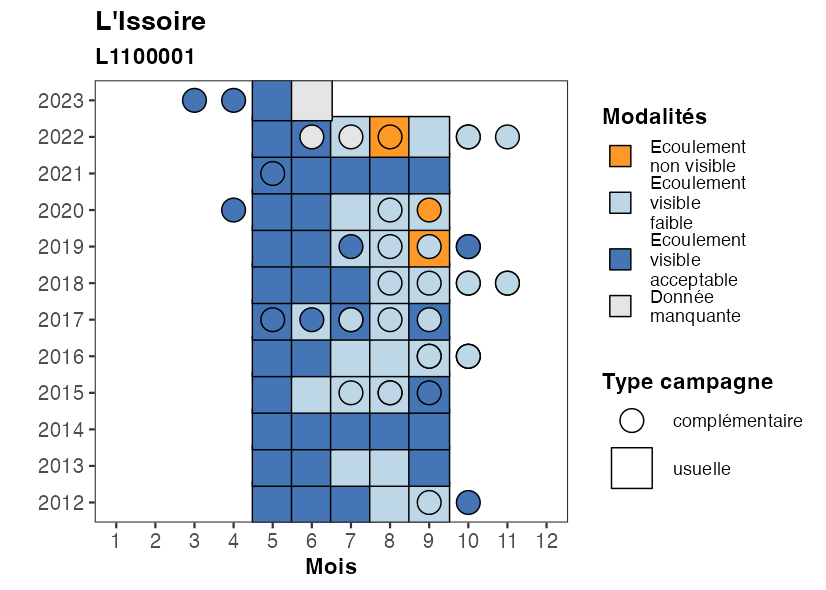 L'Issoire
L1100001
2023
2022
2021
2020
2019
2018
2017
2016
2015
2014
2013
2012
1 2 3 4 5 6 7 8 9 10 11 12
Mois
Modalités
Ecoulement
non visible
Ecoulement
visible
faible
Ecoulement
visible
acceptable
Donnée
manquante
Type campagne
complémentaire
usuelle